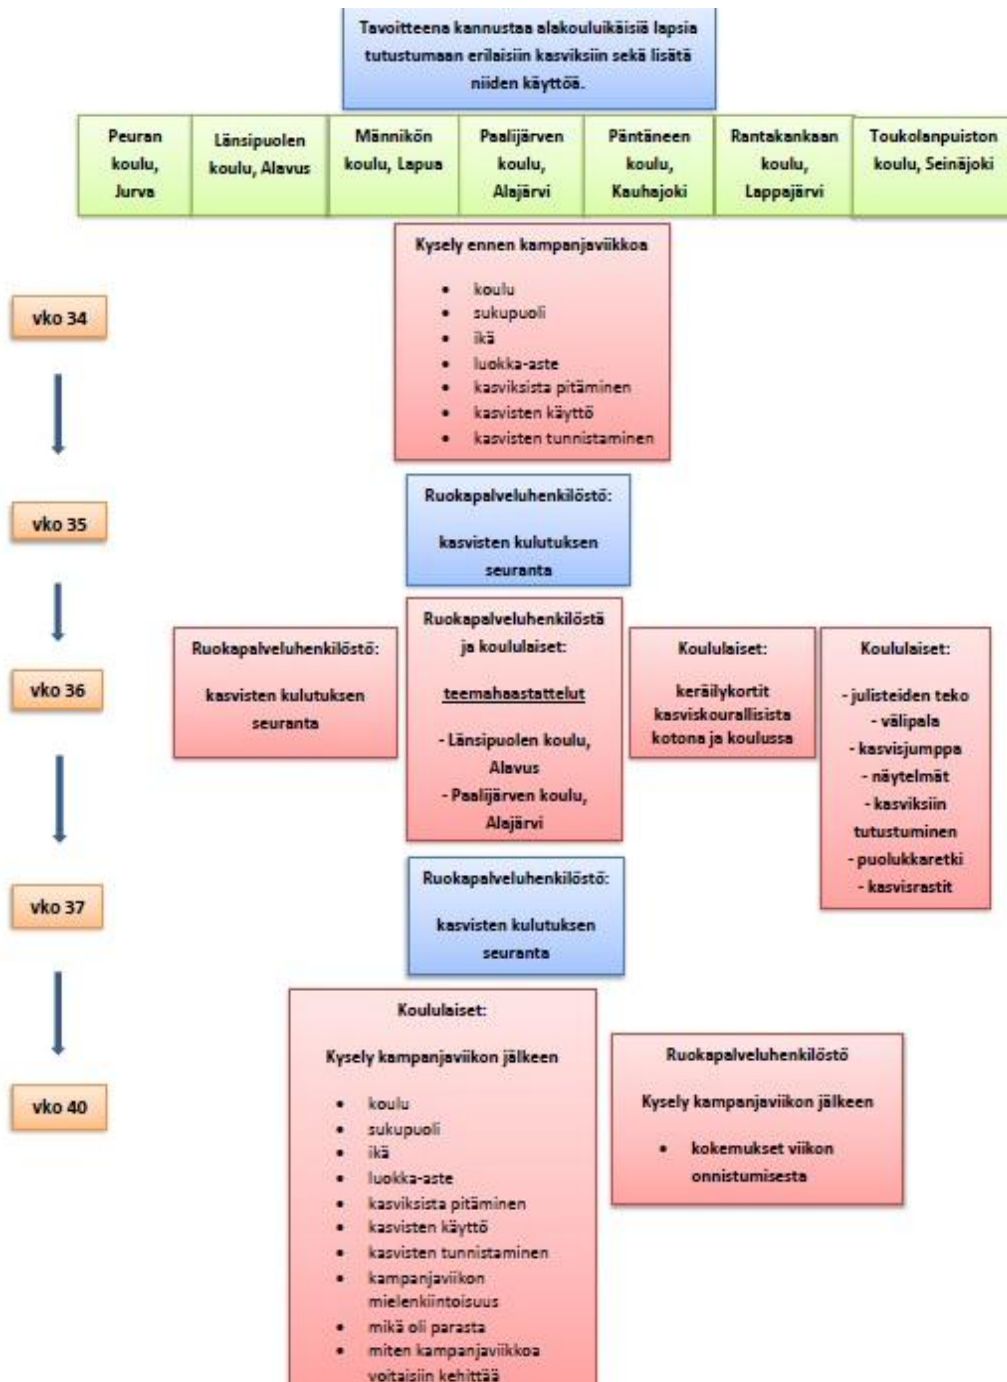 Tavoitteena kannustaa alakouluikäisiä lapsia
tutustumaan erilaisiin kasviksiin sekä lisätä
niiden käyttöä.
Peuran
koulu,
Jurva
Länsipuolen
koulu, Alavus
Männikön
koulu, Lapua
Paalijärven
koulu,
Alajärvi
Päntäneen
koulu,
Kauhajoki
Rantakankaan
koulu,
Lappajärvi
Toukolanpuiston
koulu, Seinäjoki
Kysely ennen kampanjaviikkoa
• koulu
• sukupuoli
• ikä
• luokka-aste
• kasviksista pitäminen
• kasvisten käyttö
• kasvisten tunnistaminen
vko 34
vko 35
Ruokapalveluhenkilöstö:
kasvisten kulutuksen
seuranta
vko 36
Ruokapalveluhenkilöstö:
kasvisten kulutuksen
seuranta
Ruokapalveluhenkilöstä
ja koululaiset:
teemahaastattelut
- Länsipuolen koulu,
Alavus
- Paalijärven koulu,
Alajärvi
Koululaiset:
keräilykortit
kasviskourallisista
kotona ja koulussa
Koululaiset:
- julisteiden teko
- välipala
- kasvisjumppa
- näytelmät
- kasviksiin
tutustuminen
- puolukkaretki
- kasvisrastit
vko 37
Ruokapalveluhenkilöstö:
kasvisten kulutuksen
seuranta
vko 40
Koululaiset:
Kysely kampanjaviikon jälkeen
• koulu
• sukupuoli
• ikä
• luokka-aste
• kasviksista pitäminen
• kasvisten käyttö
• kasvisten tunnistaminen
• kampanjaviikon
mielenkiintoisuus
• mikä oli parasta
• miten kampanjaviikkoa
voitaisiin kehittää
Ruokapalveluhenkilöstö
Kysely kampanjaviikon jälkeen
• kokemukset viikon
onnistumisesta